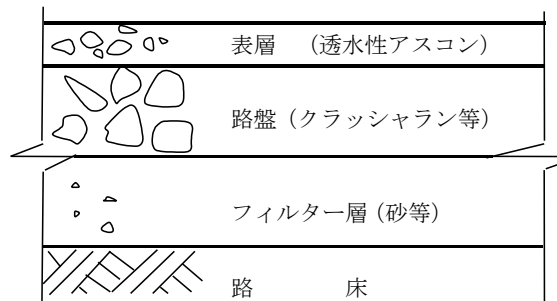 表層　（透水性アスコン）
路盤（クラッシャラン等）
フィルター層（砂等）
路　　　床